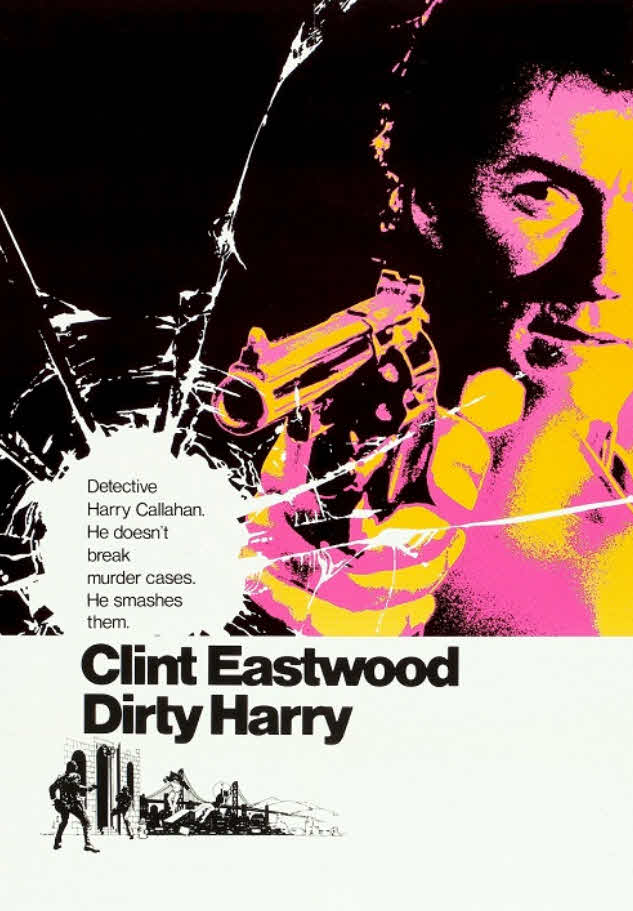 Detective
Harry Callahan.
He doesn't
break
murder cases.
He smashes
them.
Clint Eastwood
Dirty Harry